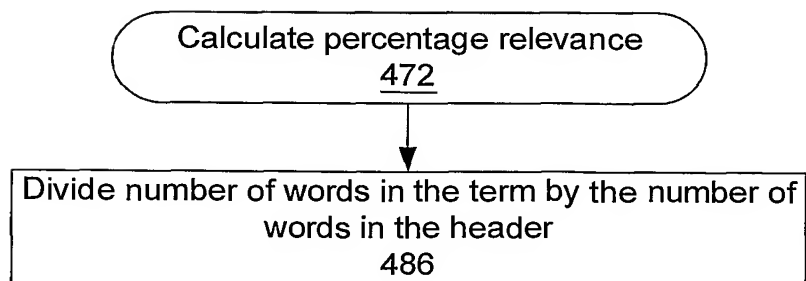 Calculate percentage relevance
472
Divide number of words in the term by the number of
words in the header
486